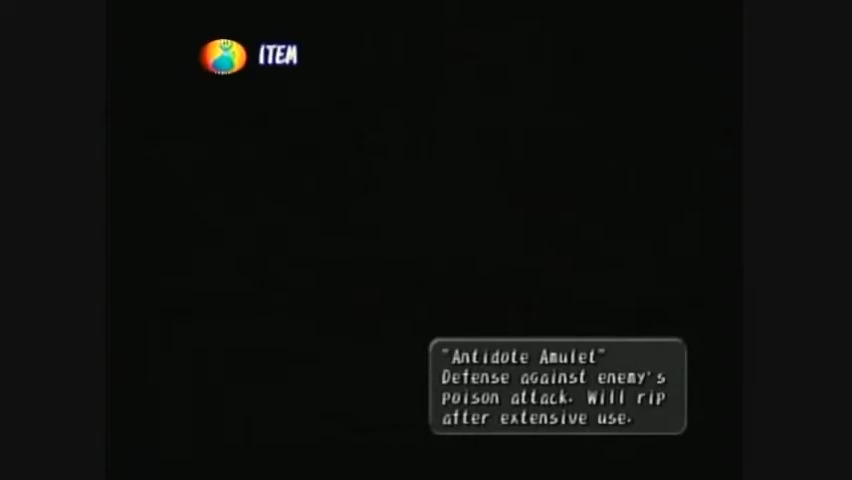 ITEM
"Antidote Amulet"
Defense against enemy's
poison attack. Will rip
after extensive use.